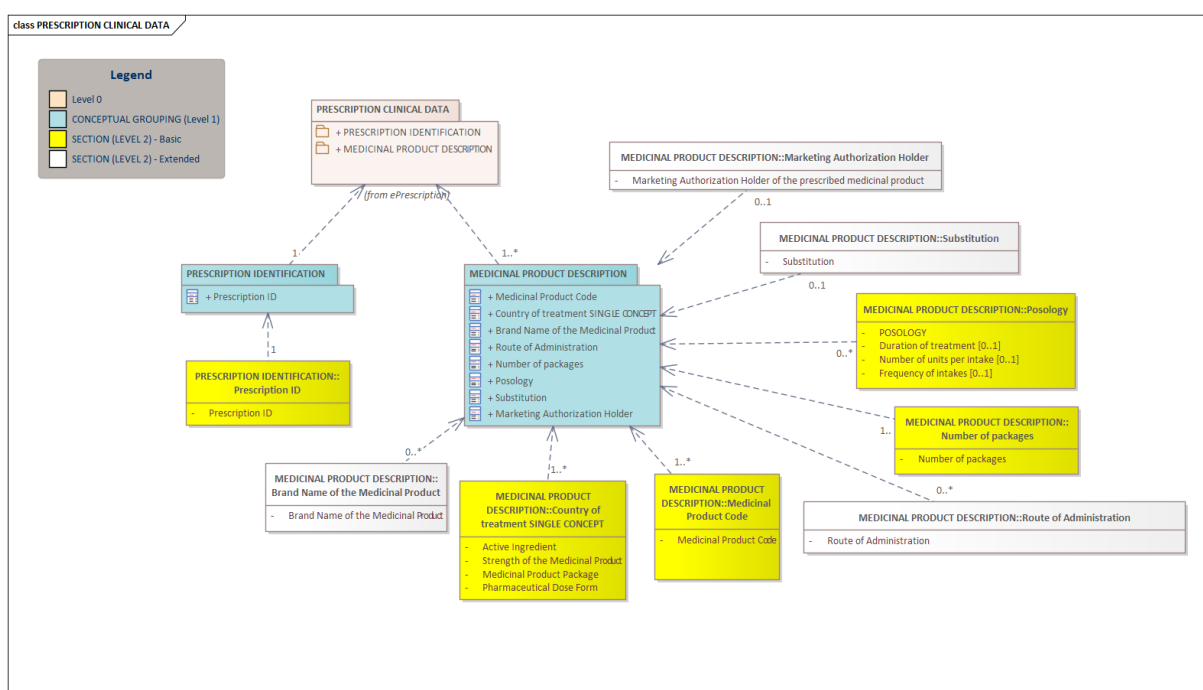 class PRESCRIPTION CLINICAL DATA
Legend
Level 0
CONCEPTUAL GROUPING (Level 1)
SECTION (LEVEL 2) - Basic
SECTION (LEVEL 2) - Extended
PRESCRIPTION CLINICAL DATA
+ PRESCRIPTION IDENTIFICATION
+ MEDICINAL PRODUCT DESCRIPTION
(from ePrescription)
MEDICINAL PRODUCT DESCRIPTION::Marketing Authorization Holder
- Marketing Authorization Holder of the prescribed medicinal product
0..1
MEDICINAL PRODUCT DESCRIPTION::Substitution
- Substitution
0..1
1
1..*
PRESCRIPTION IDENTIFICATION
+ Prescription ID
MEDICINAL PRODUCT DESCRIPTION
+ Medicinal Product Code
+ Country of treatment SINGLE CONCEPT
+ Brand Name of the Medicinal Product
+ Route of Administration
+ Number of packages
+ Posology
+ Substitution
+ Marketing Authorization Holder
MEDICINAL PRODUCT DESCRIPTION::Posology
- POSOLOGY
- Duration of treatment [0..1]
- Number of units per intake [0..1]
- Frequency of intakes [0..1]
0..*
1
PRESCRIPTION IDENTIFICATION::
Prescription ID
- Prescription ID
MEDICINAL PRODUCT DESCRIPTION::
Number of packages
- Number of packages
1..
0..*
MEDICINAL PRODUCT DESCRIPTION::
Brand Name of the Medicinal Product
- Brand Name of the Medicinal Product
1..*
MEDICINAL PRODUCT
DESCRIPTION::Country of
treatment SINGLE CONCEPT
- Active Ingredient
- Strength of the Medicinal Product
- Medicinal Product Package
- Pharmaceutical Dose Form
1..*
MEDICINAL PRODUCT
DESCRIPTION::Medicinal
Product Code
- Medicinal Product Code
0..*
MEDICINAL PRODUCT DESCRIPTION::Route of Administration
- Route of Administration